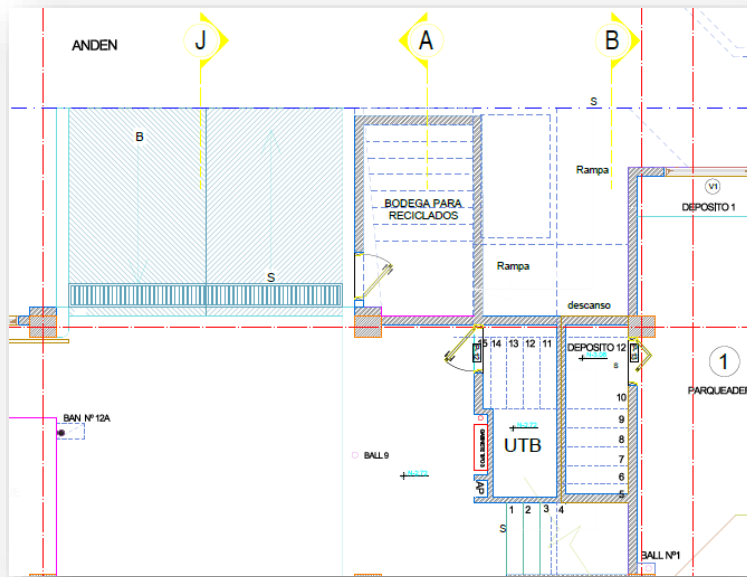 ANDEN
J
A
B
S
B
Rampa
V1
DEPOSITO 1
BODEGA PARA
RECICLADOS
Rampa
S
descanso
15 14 13 12 11
DEPOSITO 12
S
1
PARQUEADER
10
9
8
7
6
5
BAN Nº 12A
UTB
BALL 9
AP
1 2 3 4
S
BALL Nº1